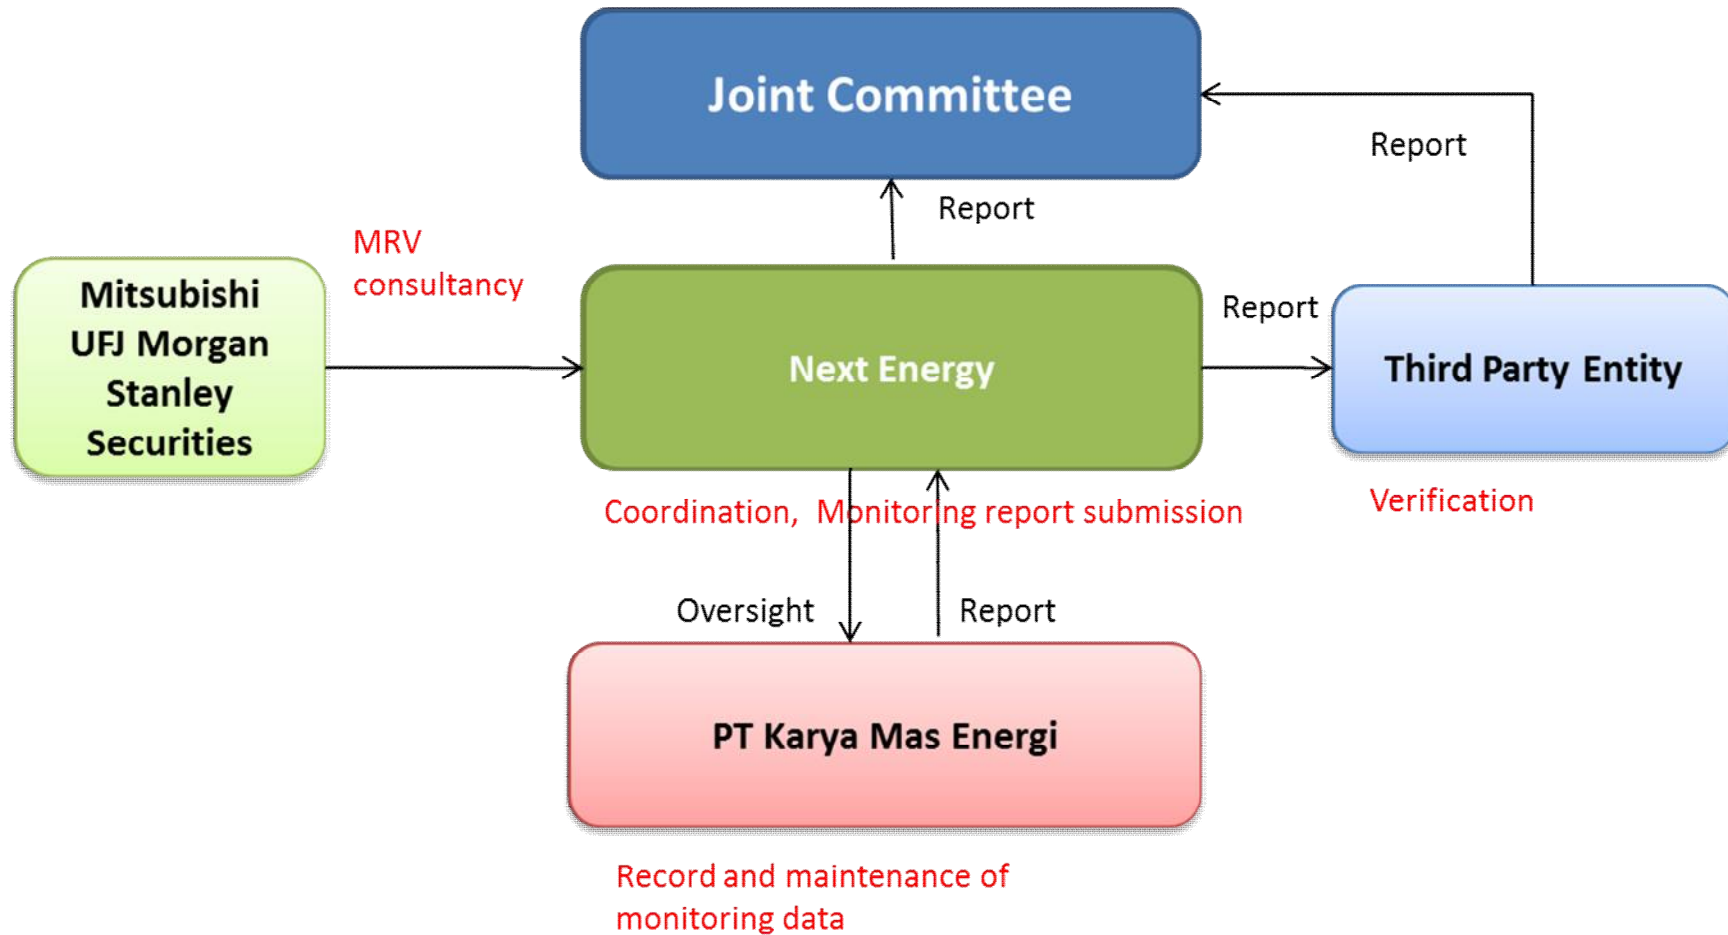 Joint Committee
Report
Report
MRV
consultancy
Mitsubishi
UFJ Morgan
Stanley
Securities
Next Energy
Report
Third Party Entity
Verification
Coordination, Monitoring report submission
Oversight
Report
PT Karya Mas Energi
Record and maintenance of
monitoring data